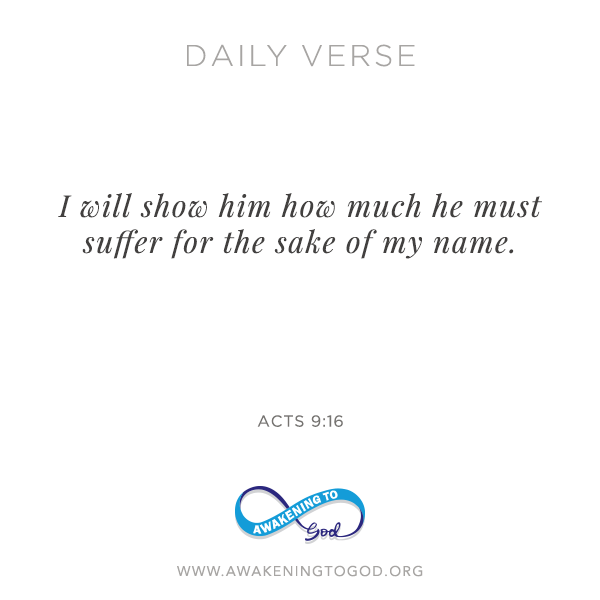 DAILY VERSE
I will show him how much he must
suffer for the sake of my name.
ACTS 9:16
AWAKENING TO
God
WWW.AWAKENINGTOGOD.ORG